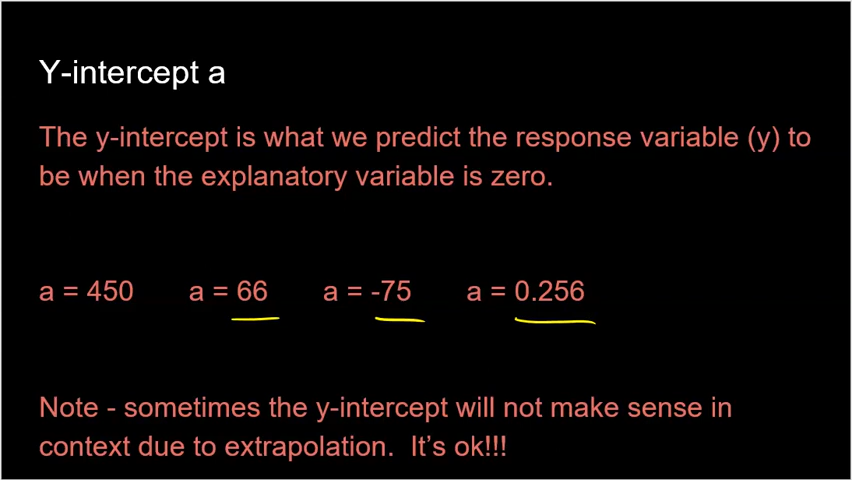 Y-intercept a
The y-intercept is what we predict the response variable (y) to
be when the explanatory variable is zero.
a = 450 a = 66 a = -75 a = 0.256
Note - sometimes the y-intercept will not make sense in
context due to extrapolation. It’s ok!!!